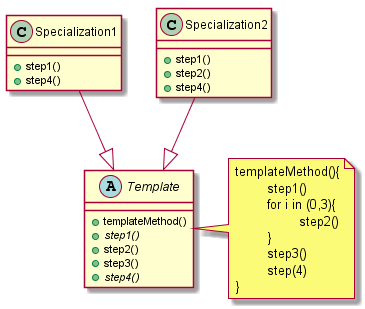 C Specialization1
step1()
step4()
C Specialization2
step1()
step2()
step4()
A Template
templateMethod()
step1()
step2()
step3()
step4()
templateMethod(){
step1()
for i in (0,3){
step2()
}
step3()
step(4)
}